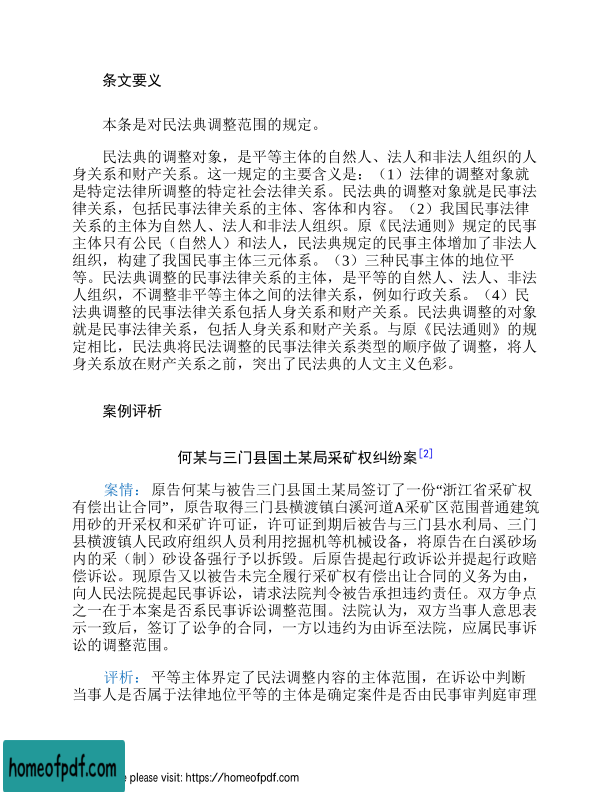 条文要义
本条是对民法典调整范围的规定。
民法典的调整对象，是平等主体的自然人、法人和非法人组织的人
身关系和财产关系。这一规定的主要含义是：（1）法律的调整对象就
是特定法律所调整的特定社会法律关系。民法典的调整对象就是民事法
律关系，包括民事法律关系的主体、客体和内容。（2）我国民事法律
关系的主体为自然人、法人和非法人组织。原《民法通则》规定的民事
主体只有公民（自然人）和法人，民法典规定的民事主体增加了非法人
组织，构建了我国民事主体三元体系。（3）三种民事主体的地位平
等。民法典调整的民事法律关系的主体，是平等的自然人、法人、非法
人组织，不调整非平等主体之间的法律关系，例如行政关系。（4）民
法典调整的民事法律关系包括人身关系和财产关系。民法典调整的对象
就是民事法律关系，包括人身关系和财产关系。与原《民法通则》的规
定相比，民法典将民法调整的民事法律关系类型的顺序做了调整，将人
身关系放在财产关系之前，突出了民法典的人文主义色彩。
案例评析
何某与三门县国土某局采矿权纠纷案[2]
案情： 原告何某与被告三门县国土某局签订了一份“浙江省采矿权
有偿出让合同”，原告取得三门县横渡镇白溪河道A采矿区范围普通建筑
用砂的开采权和采矿许可证，许可证到期后被告与三门县水利局、三门
县横渡镇人民政府组织人员利用挖掘机等机械设备，将原告在白溪砂场
内的采（制）砂设备强行予以拆毁。后原告提起行政诉讼并提起行政赔
偿诉讼。现原告又以被告未完全履行采矿权有偿出让合同的义务为由，
向人民法院提起民事诉讼，请求法院判令被告承担违约责任。双方争点
之一在于本案是否系民事诉讼调整范围。法院认为，双方当事人意思表
示一致后，签订了讼争的合同，一方以违约为由诉至法院，应属民事诉
讼的调整范围。
评析： 平等主体界定了民法调整内容的主体范围，在诉讼中判断
当事人是否属于法律地位平等的主体是确定案件是否由民事审判庭审理
homeofpdf.com
e please visit: https://homeofpdf.com